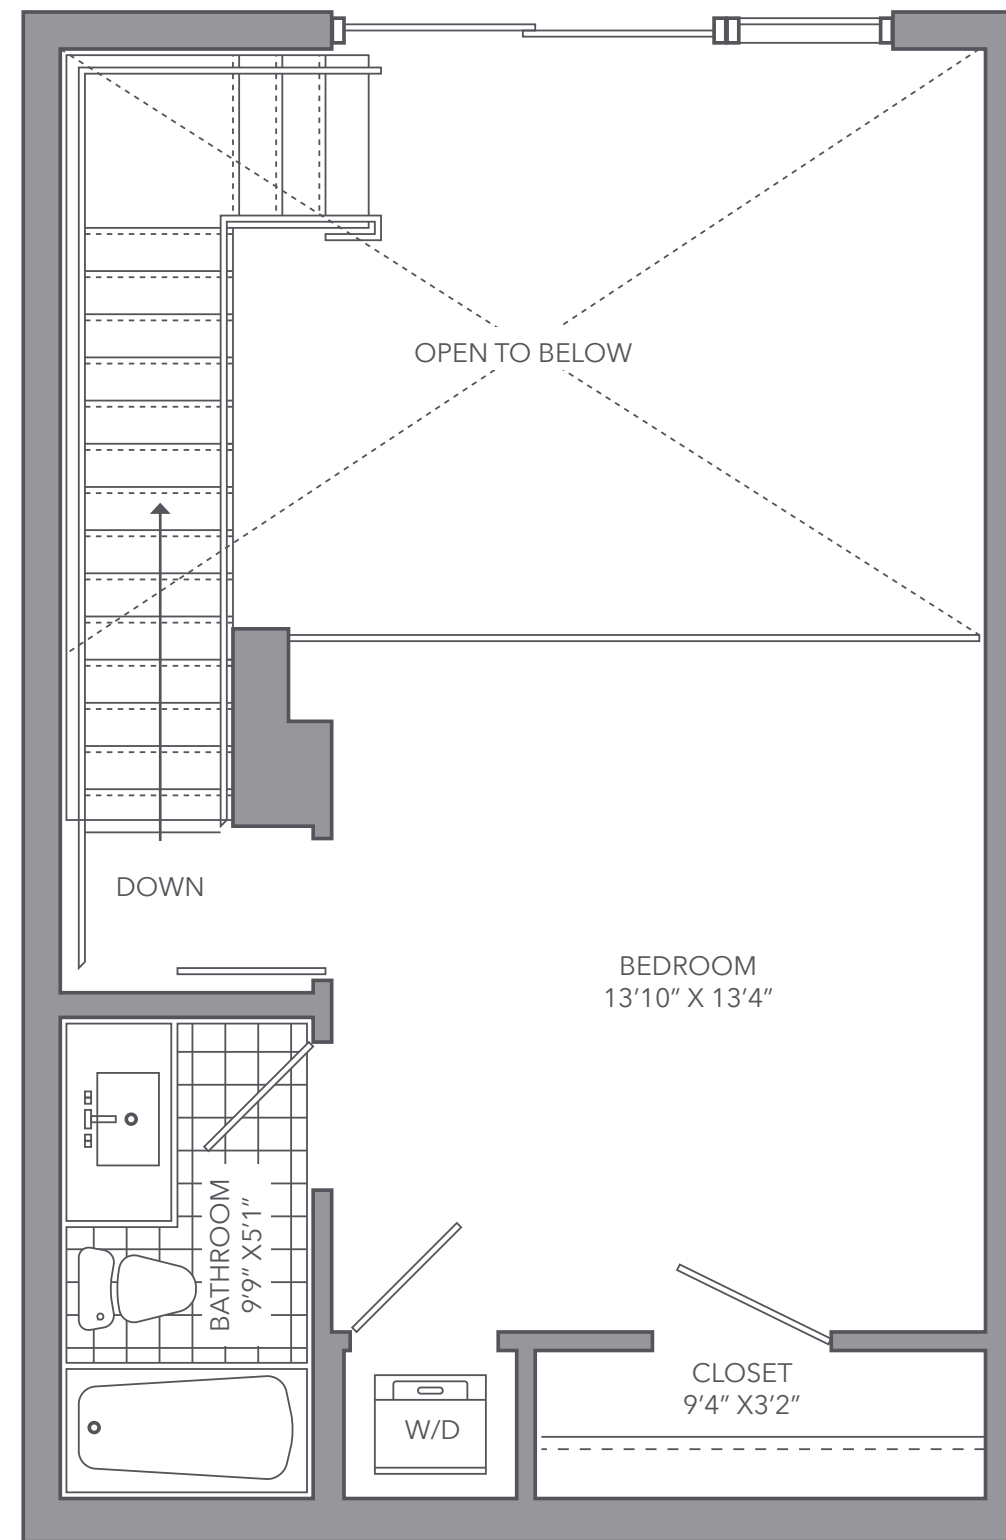 OPEN TO BELOW
DOWN
BEDROOM
13’10” X 13’4”
BATHROOM
9’9” X5’1”
CLOSET
9’4” X3’2”
W/D